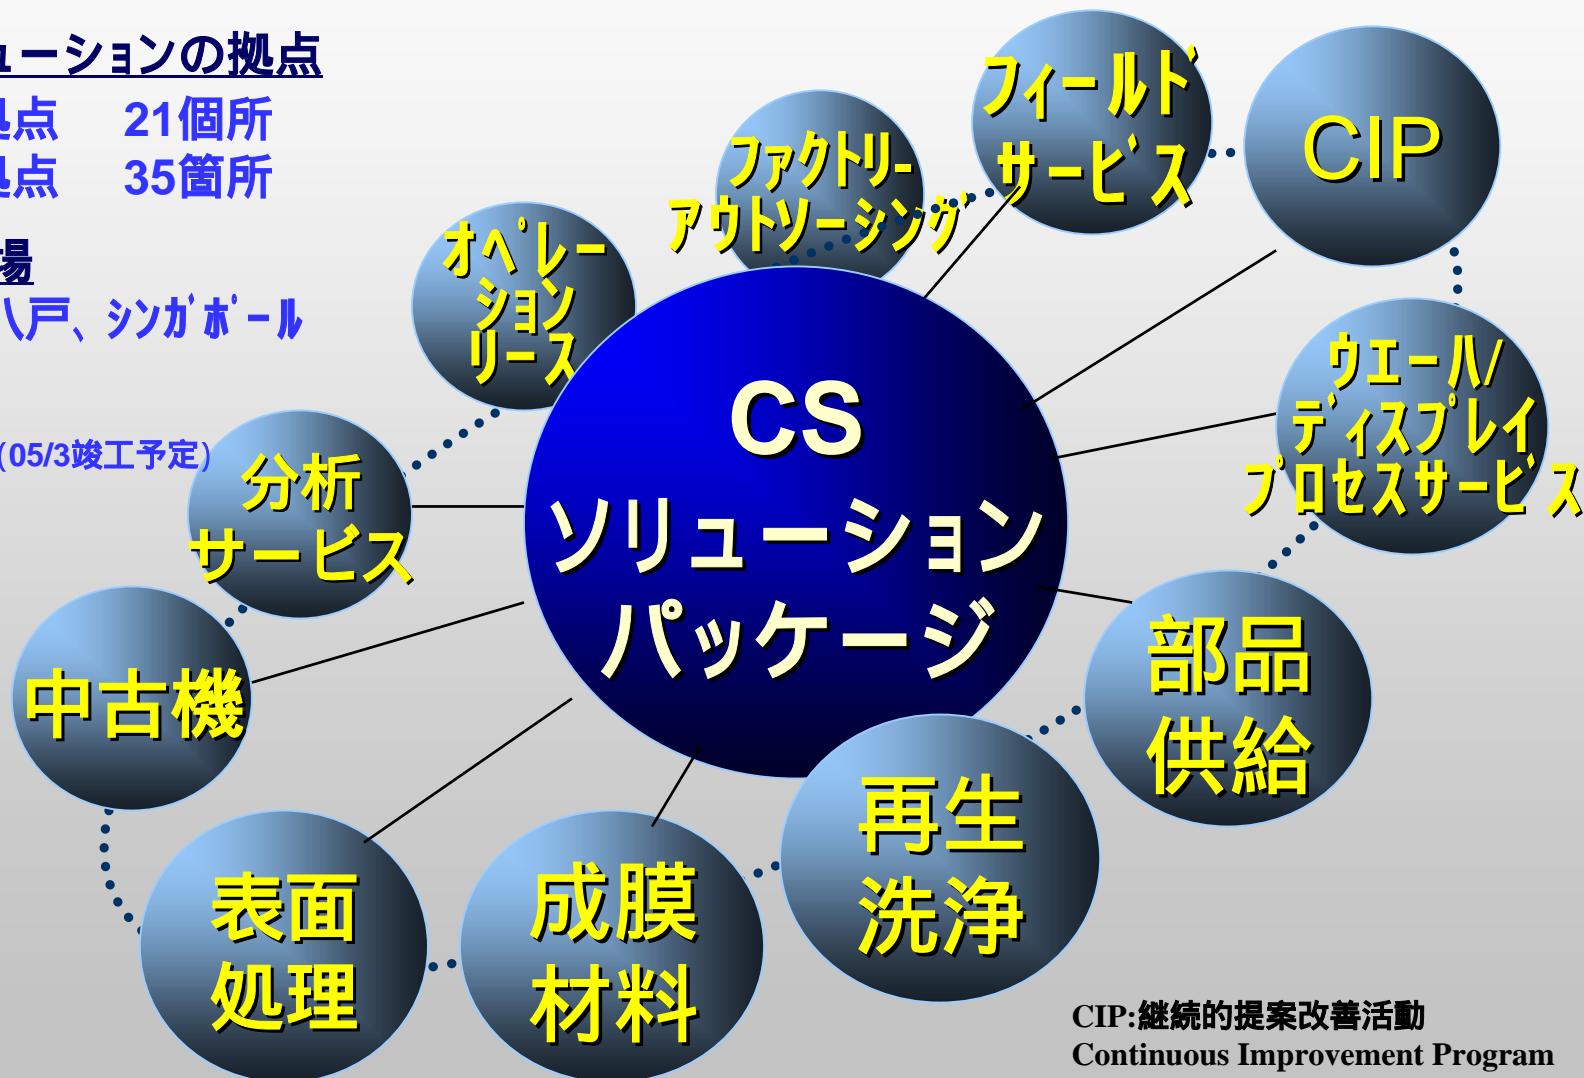 ューションの拠点
拠点 21個所
拠点 35箇所
場
八戸、シンガポール
(05/3竣工予定)
フィールド
サービス
CIP
ファクトリー
アウトソーシング
オペレー
ション
リース
ウエール/
ディスプレイ
プロセスサービス
CS
ソリューション
パッケージ
分析
サービス
中古機
部品
供給
再生
洗浄
表面
処理
成膜
材料
CIP:継続的提案改善活動
Continuous Improvement Program